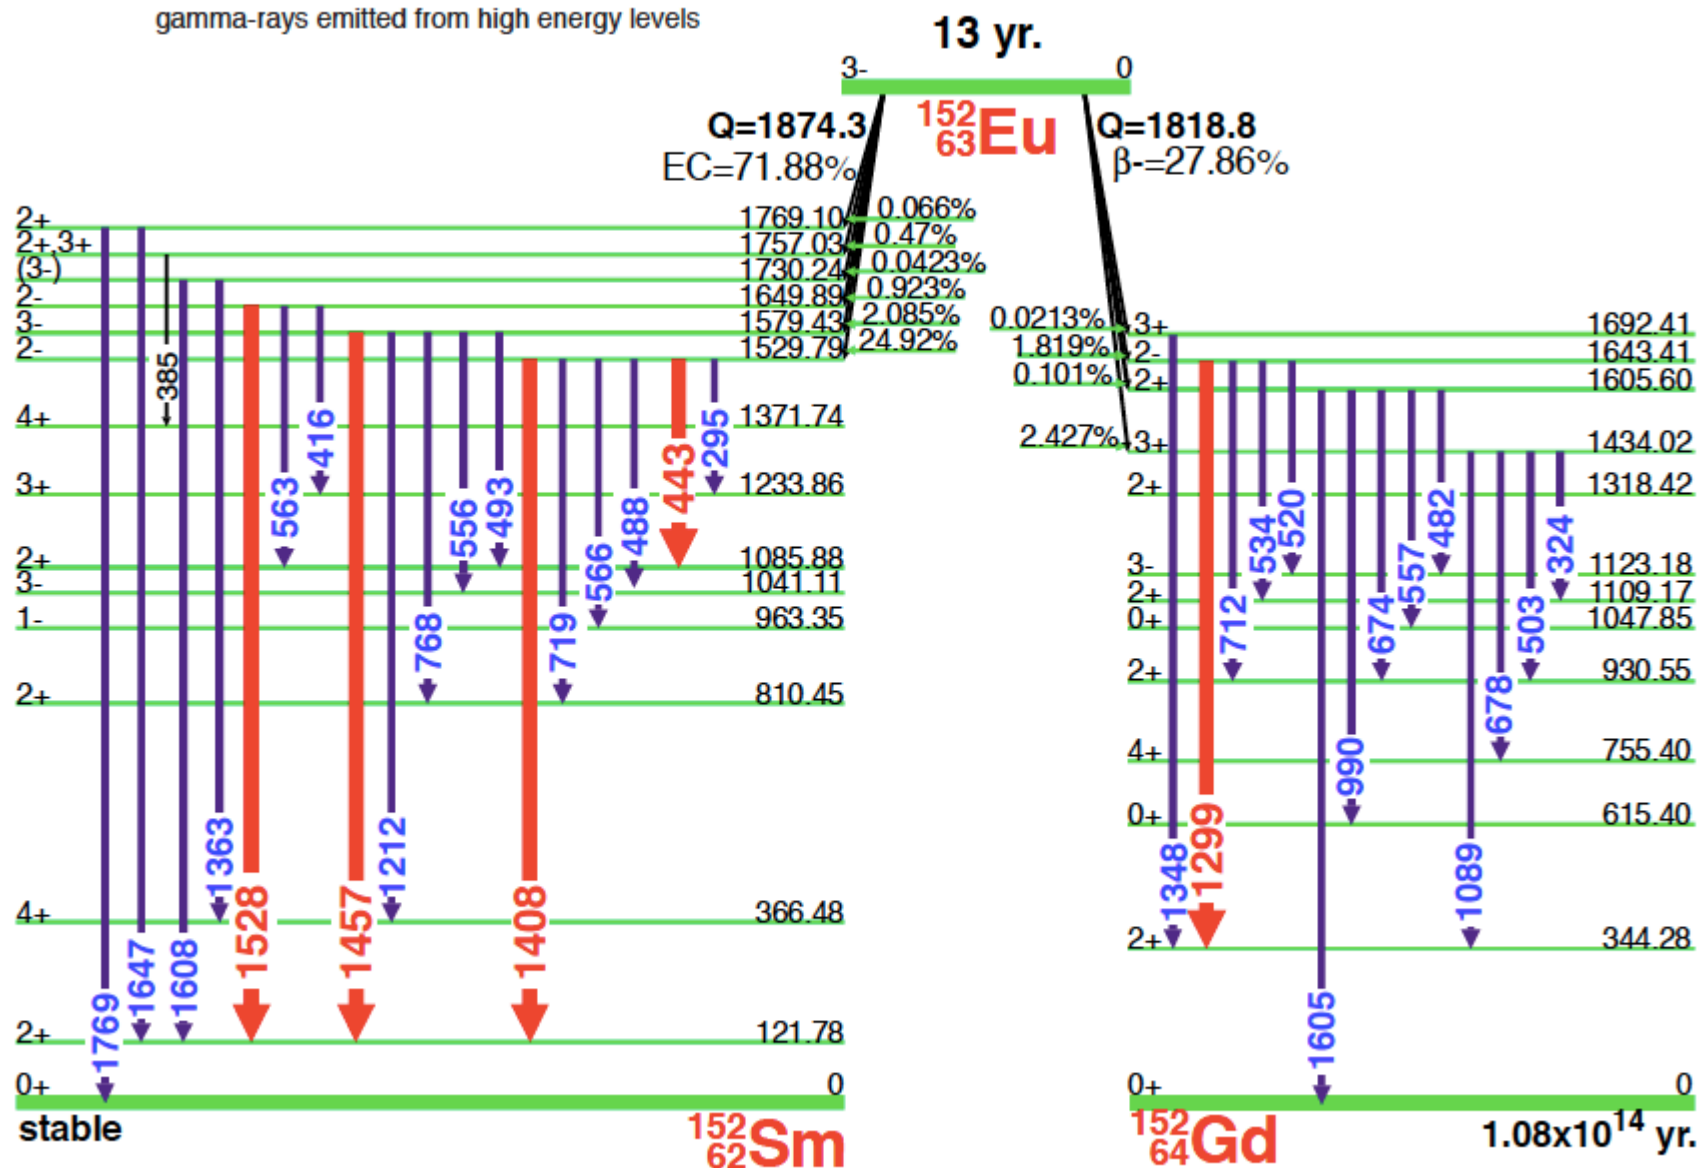 gamma-rays emitted from high energy levels
13 yr.
3- 0
152 63 Eu
Q=1874.3 Q=1818.8
EC=71.88% β-=27.86%
2+ 1769.10 0.066%
2+,3+ 1757.03 0.47%
(3-) 1730.24 0.0423%
2- 1649.89 0.923%
3- 1579.43 2.085%
2- 1529.79 24.92%
4+ 1371.74
3+ 1233.86
2+ 1085.88
3- 1041.11
1- 963.35
2+ 810.45
4+ 366.48
2+ 121.78
0+ 0
1769
1647
385
1608
1363
1528
563
416
1457
1212
768
556
493
1408
719
566
488
443
295
stable
152 62 Sm
0.0213% 3+ 1692.41
1.819% 2- 1643.41
0.101% 2+ 1605.60
2.427% 3+ 1434.02
2+ 1318.42
3- 1123.18
2+ 1109.17
0+ 1047.85
2+ 930.55
4+ 755.40
0+ 615.40
2+ 344.28
0+ 0
1348
1299
712
534
520
1605
990
674
557
482
1089
678
503
324
152 64 Gd
1.08x10^14 yr.